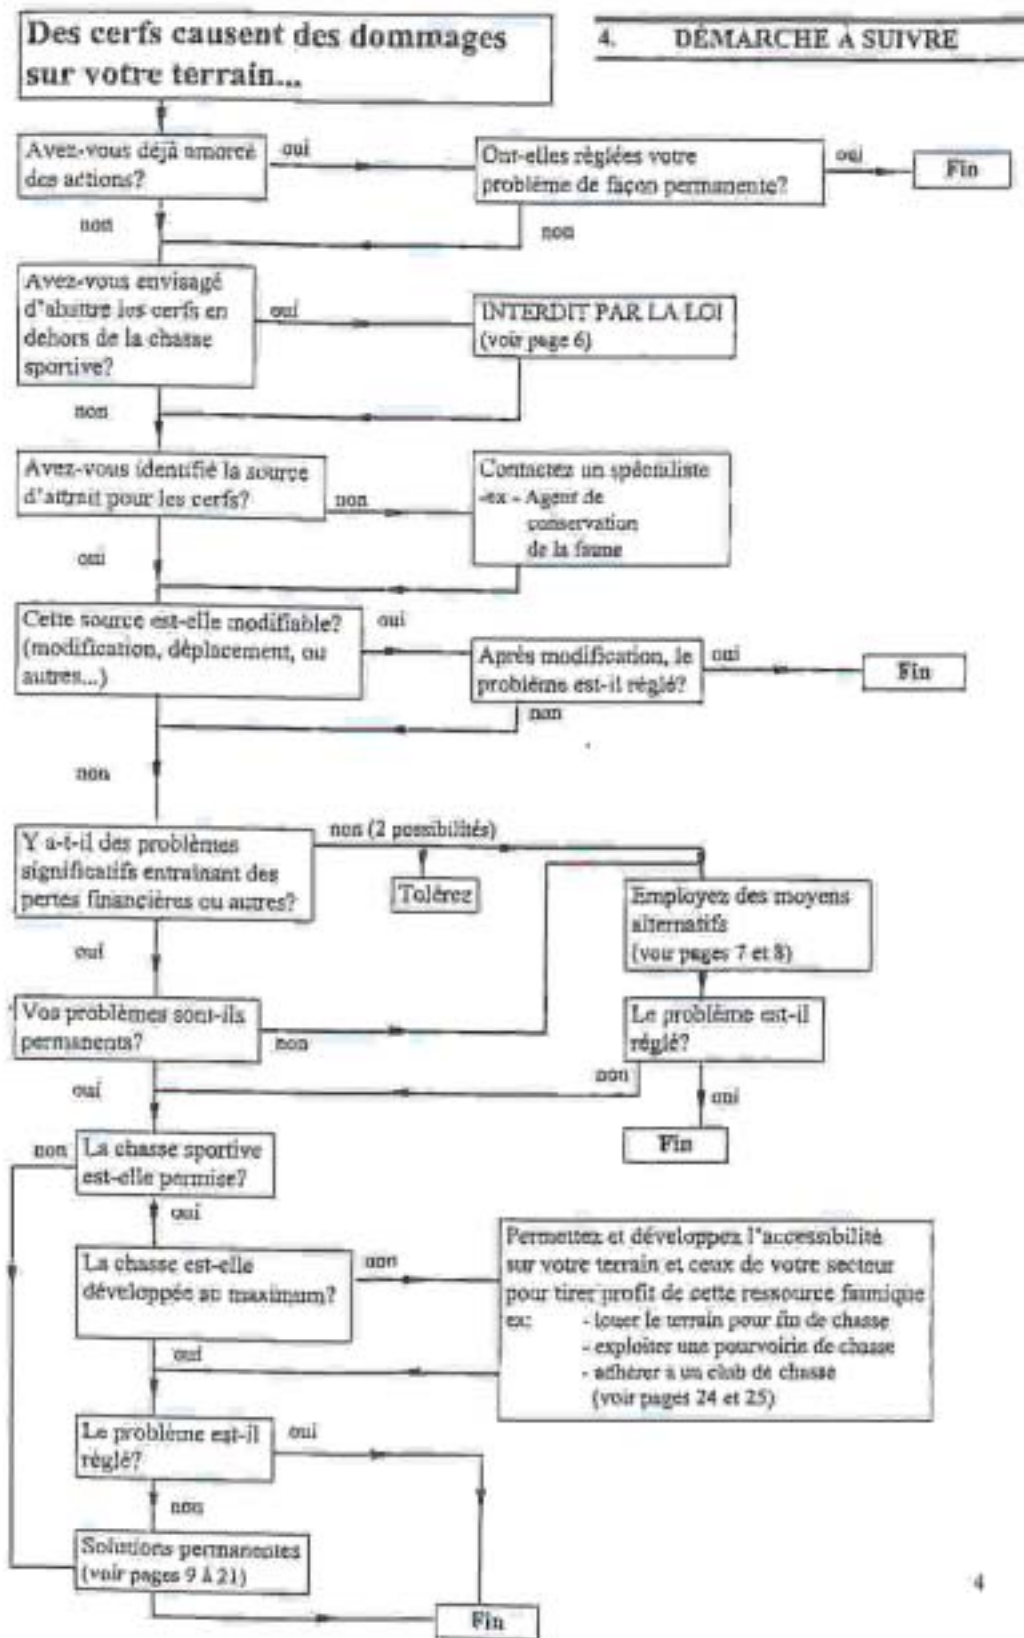 Des cerfs causent des dommages
sur votre terrain...
4. DÉMARCHE À SUIVRE
Avez-vous déjà amorcé
des actions?
oui
Ont-elles règlées votre
problème de façon permanente?
oui
Fin
non
non
Avez-vous envisagé
d'abattre les cerfs en
dehors de la chasse
sportive?
oui
INTERDIT PAR LA LOI
(voir page 6)
non
Avez-vous identifié la source
d'attrait pour les cerfs?
non
Contactez un spécialiste
-ex - Agent de
conservation
de la faune
oui
Cette source est-elle modifiable?
(modification, déplacement, ou
autres...)
oui
Après modification, le
problème est-il règlé?
oui
Fin
non
non
Y a-t-il des problèmes
significatifs entraînant des
pertes financières ou autres?
non (2 possibilités)
Tolérez
Employez des moyens
alternatifs
(voir pages 7 et 8)
oui
Vos problèmes sont-ils
permanents?
non
Le problème est-il
réglé?
non
oui
oui
Fin
non
La chasse sportive
est-elle permise?
oui
La chasse est-elle
développée au maximum?
non
Permettez et développez l'accessibilité
sur votre terrain et ceux de votre secteur
pour tirer profit de cette ressource faunique
ex: - louer le terrain pour fin de chasse
- exploiter une pourvoirie de chasse
- adhérer à un club de chasse
(voir pages 24 et 25)
oui
Le problème est-il
règlé?
oui
non
Solutions permanentes
(voir pages 9 à 21)
Fin
4